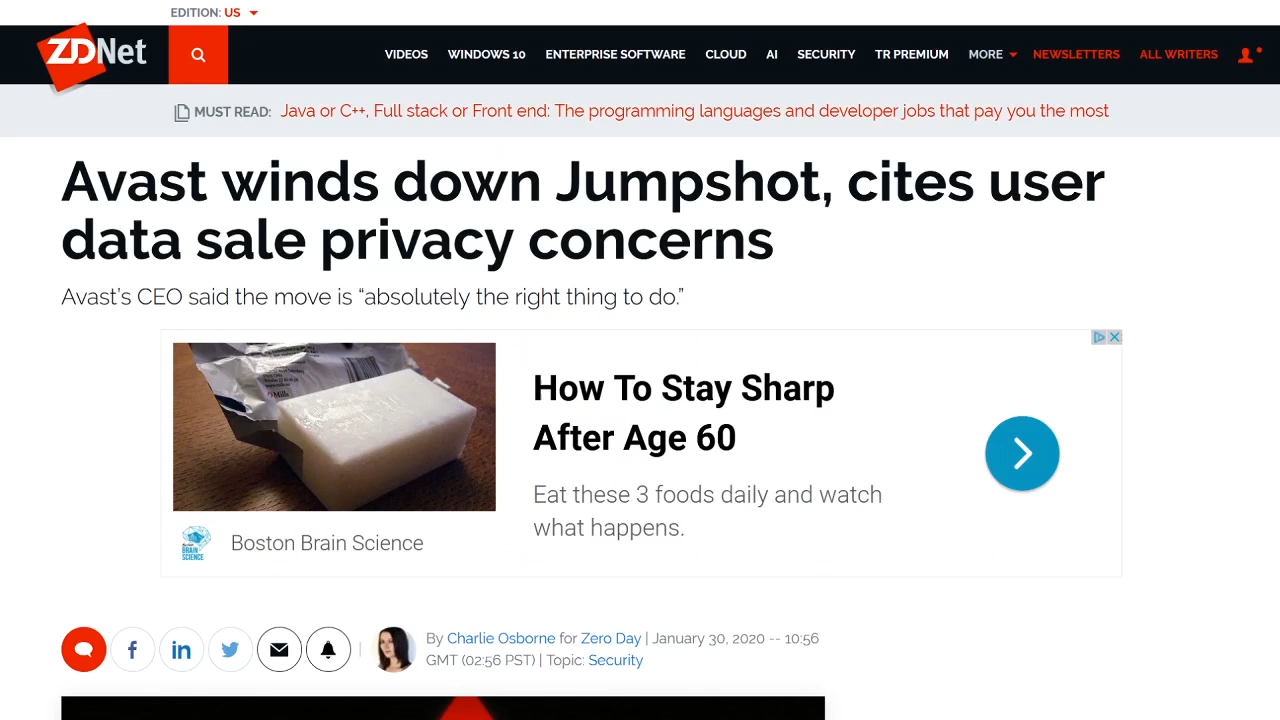 EDITION: US
ZDNet
VIDEOS WINDOWS 10 ENTERPRISE SOFTWARE CLOUD AI SECURITY TR PREMIUM MORE NEWSLETTERS ALL WRITERS
MUST READ: Java or C++, Full stack or Front end: The programming languages and developer jobs that pay you the most
Avast winds down Jumpshot, cites user
data sale privacy concerns
Avast's CEO said the move is “absolutely the right thing to do.”
How To Stay Sharp
After Age 60
Eat these 3 foods daily and watch
what happens.
Mills
BRAIN
SCIENCE
Boston Brain Science
f in
By Charlie Osborne for Zero Day | January 30, 2020 -- 10:56
GMT (02:56 PST) | Topic: Security